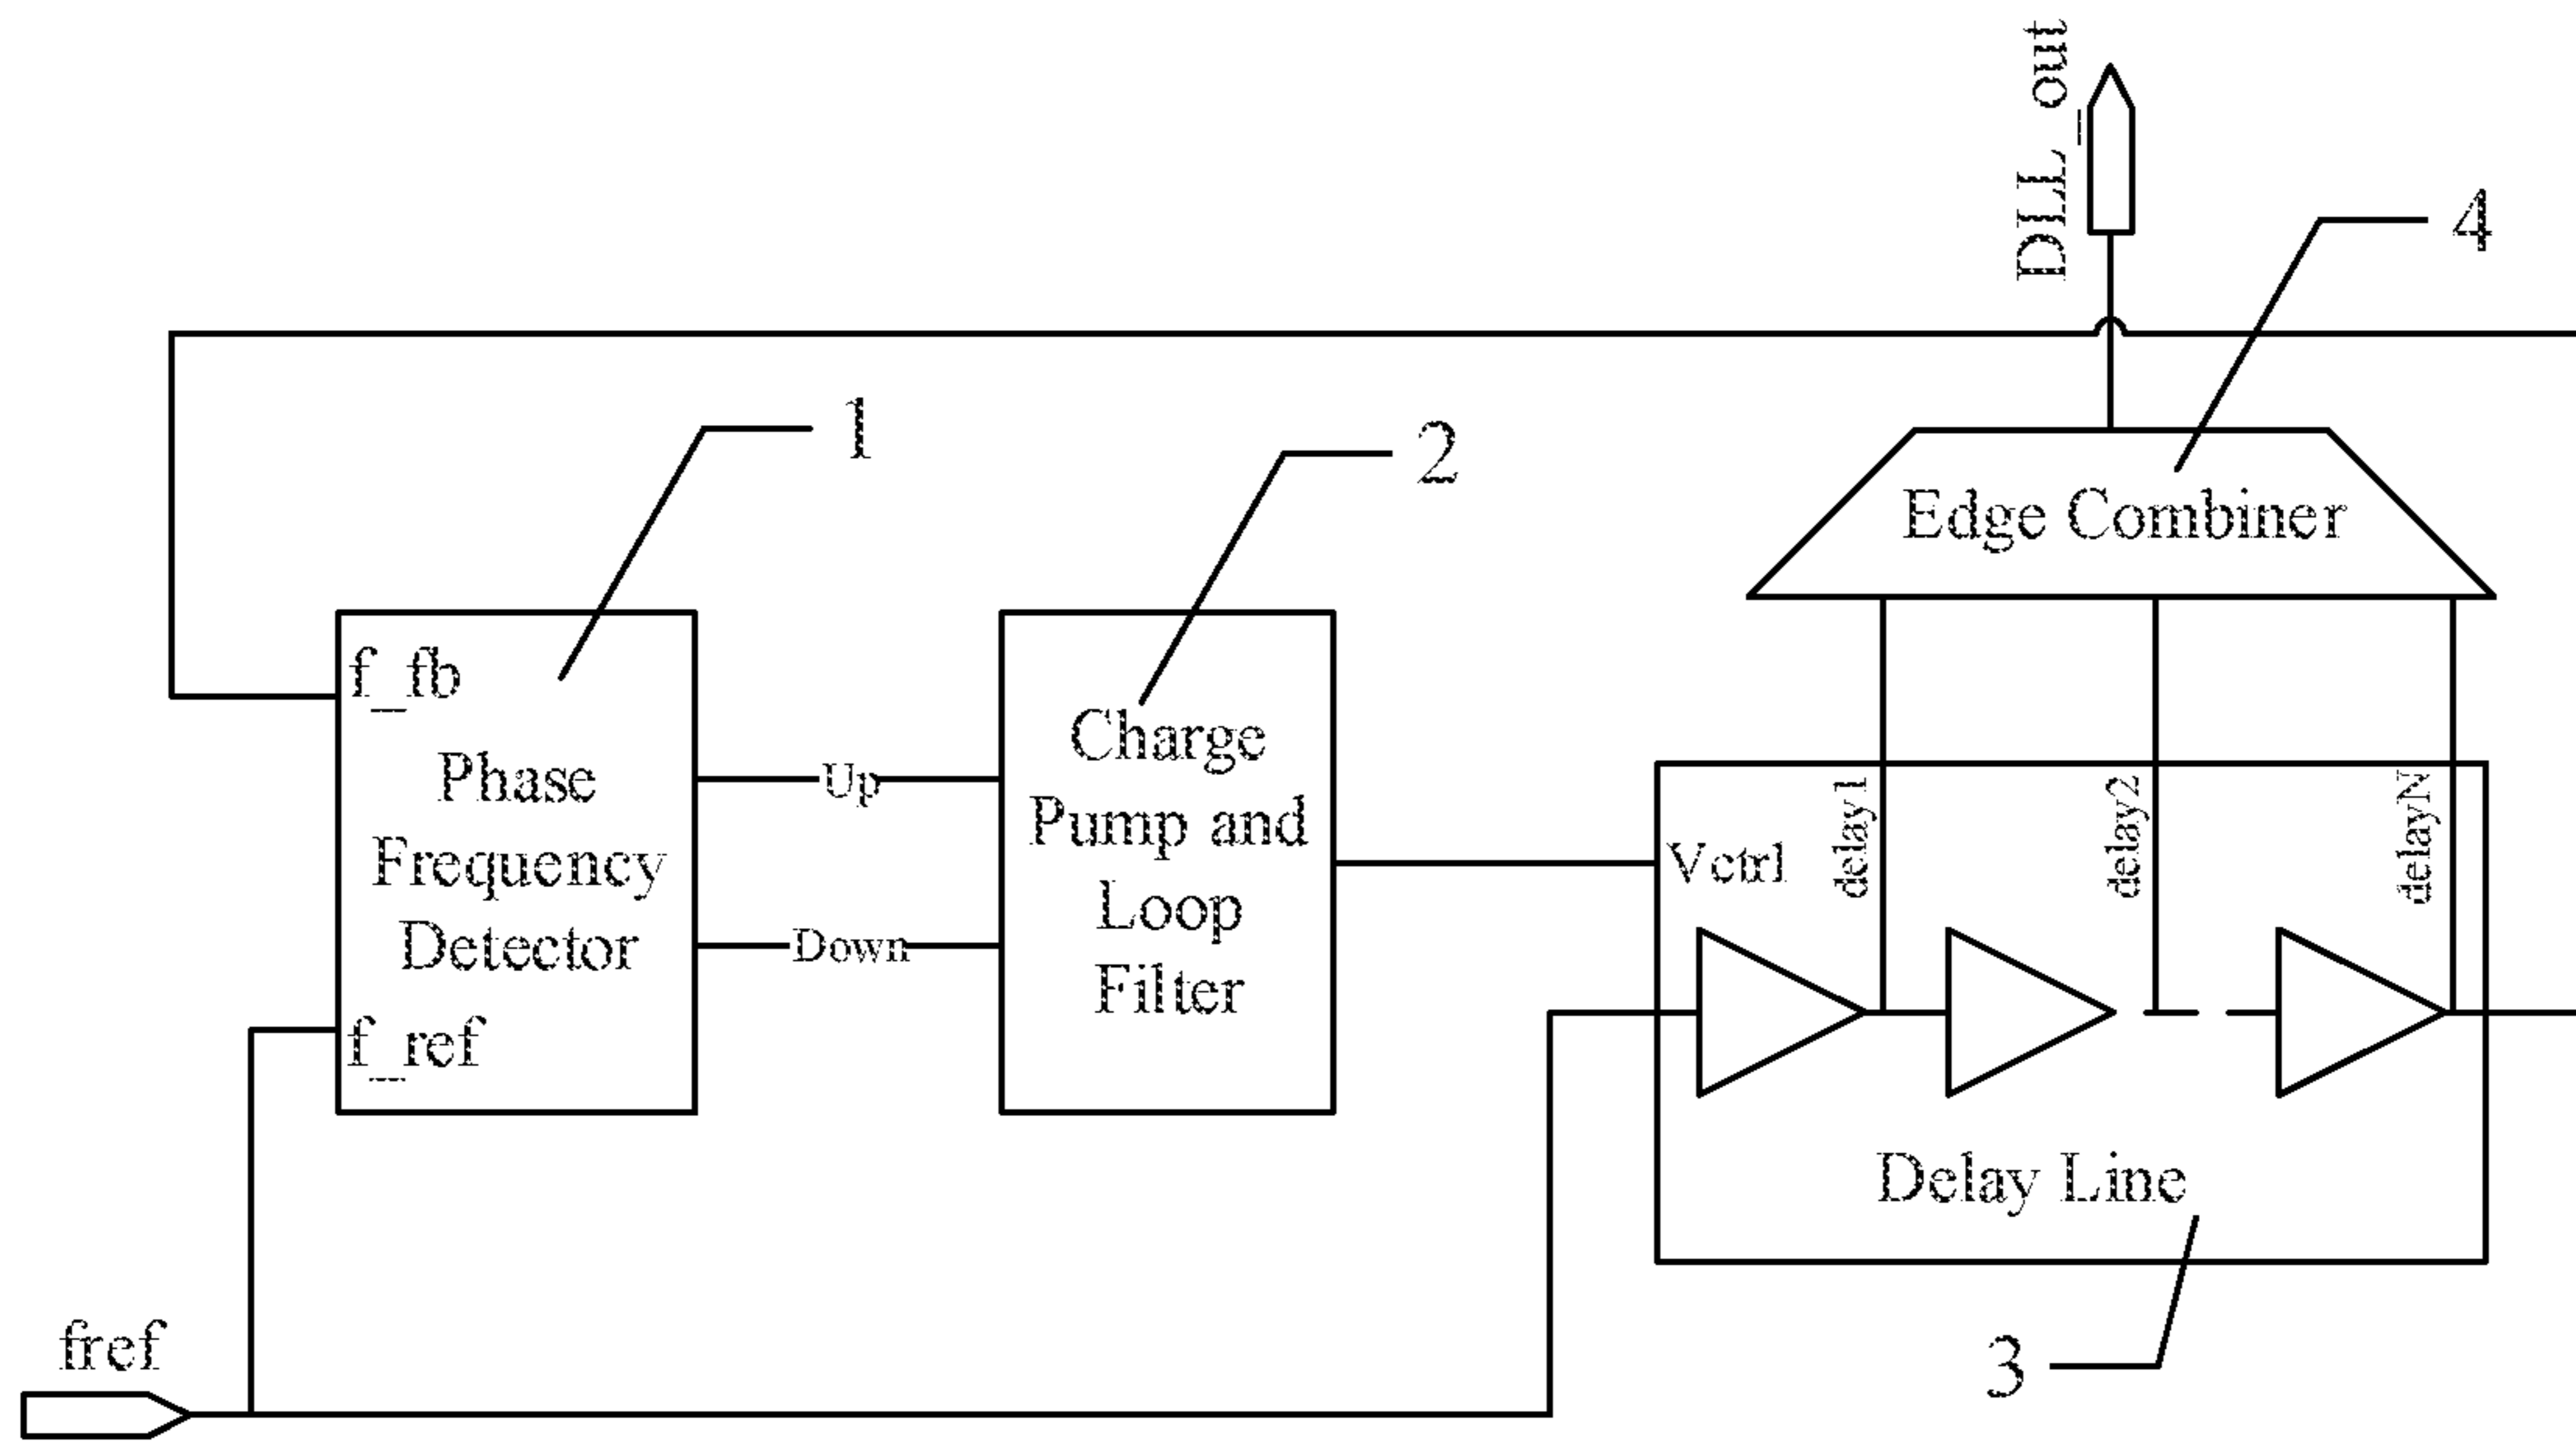 DLL_out
4
1
2
Edge Combiner
f_fb
Phase
Frequency
Detector
f_ref
Up
Down
Charge
Pump and
Loop
Filter
Vctrl
delay1
delay2
delayN
Delay Line
3
fref